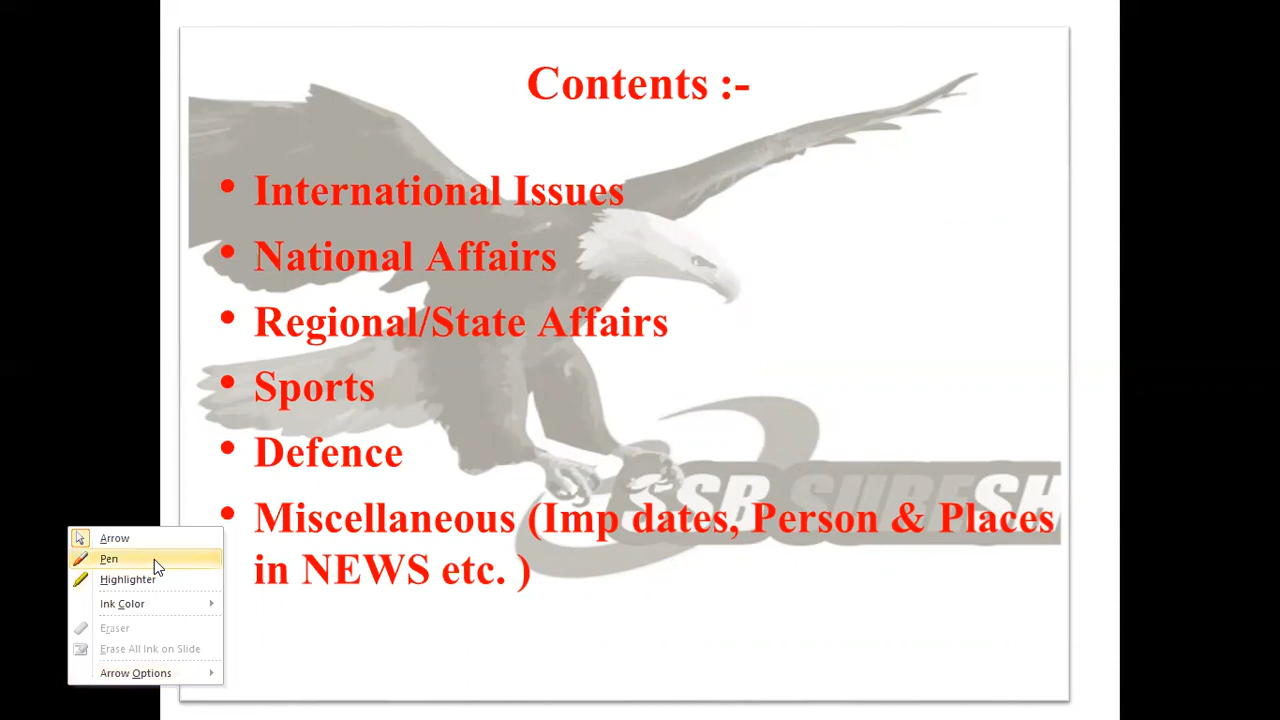 Contents :-
• International Issues
• National Affairs
• Regional/State Affairs
• Sports
• Defence
SSB SURESH
• Miscellaneous (Imp dates, Person & Places
in NEWS etc. )
Arrow
Pen
Highlighter
Ink Color
Eraser
Erase All Ink on Slide
Arrow Options